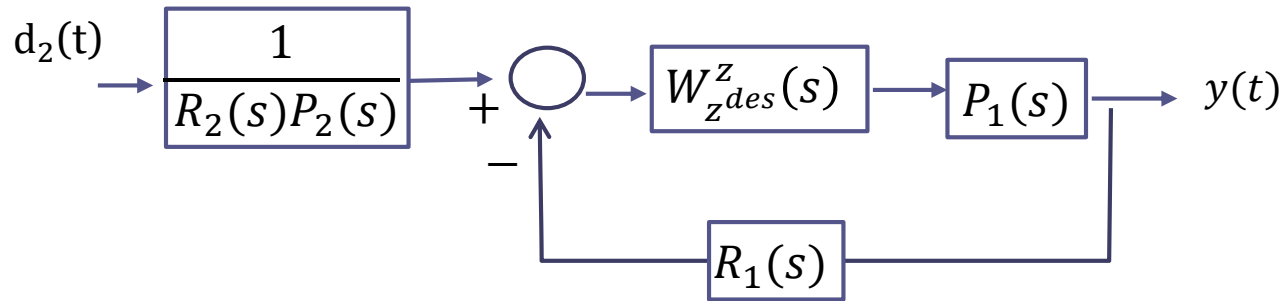 d₂(t)
1
R₂(s)P₂(s)
+
−
W^z_{z^{des}}(s)
P₁(s)
y(t)
R₁(s)